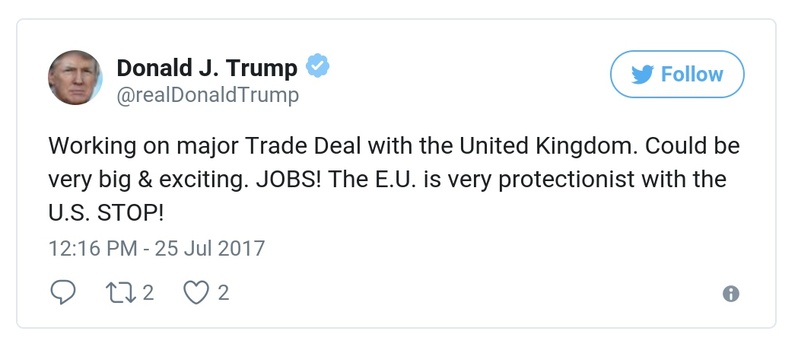 Donald J. Trump
Follow
@realDonaldTrump
Working on major Trade Deal with the United Kingdom. Could be
very big & exciting. JOBS! The E.U. is very protectionist with the
U.S. STOP!
12:16 PM - 25 Jul 2017
2
2